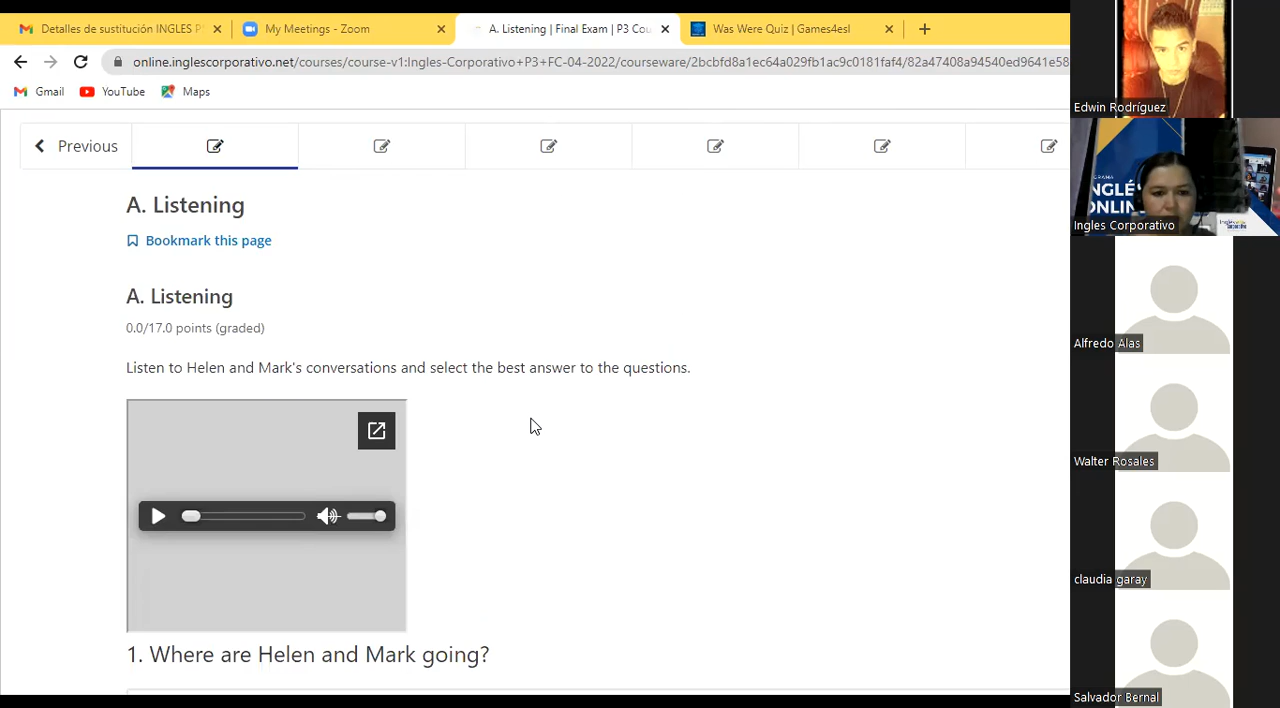 Detalles de sustitución INGLES P
My Meetings - Zoom
A. Listening | Final Exam | P3 Cou
Was Were Quiz | Games4esl
online.inglescorporativo.net/courses/course-v1:Ingles-Corporativo+P3+FC-04-2022/courseware/2bcbfd8a1ec64a029fb1ac9c0181faf4/82a47408a94540ed9641e58
Gmail
YouTube
Maps
Previous
A. Listening
Bookmark this page
A. Listening
0.0/17.0 points (graded)
Listen to Helen and Mark's conversations and select the best answer to the questions.
1. Where are Helen and Mark going?
Edwin Rodríguez
INGLÉS
ONLIN
Ingles Corporativo
Alfredo Alas
Walter Rosales
claudia garay
Salvador Bernal